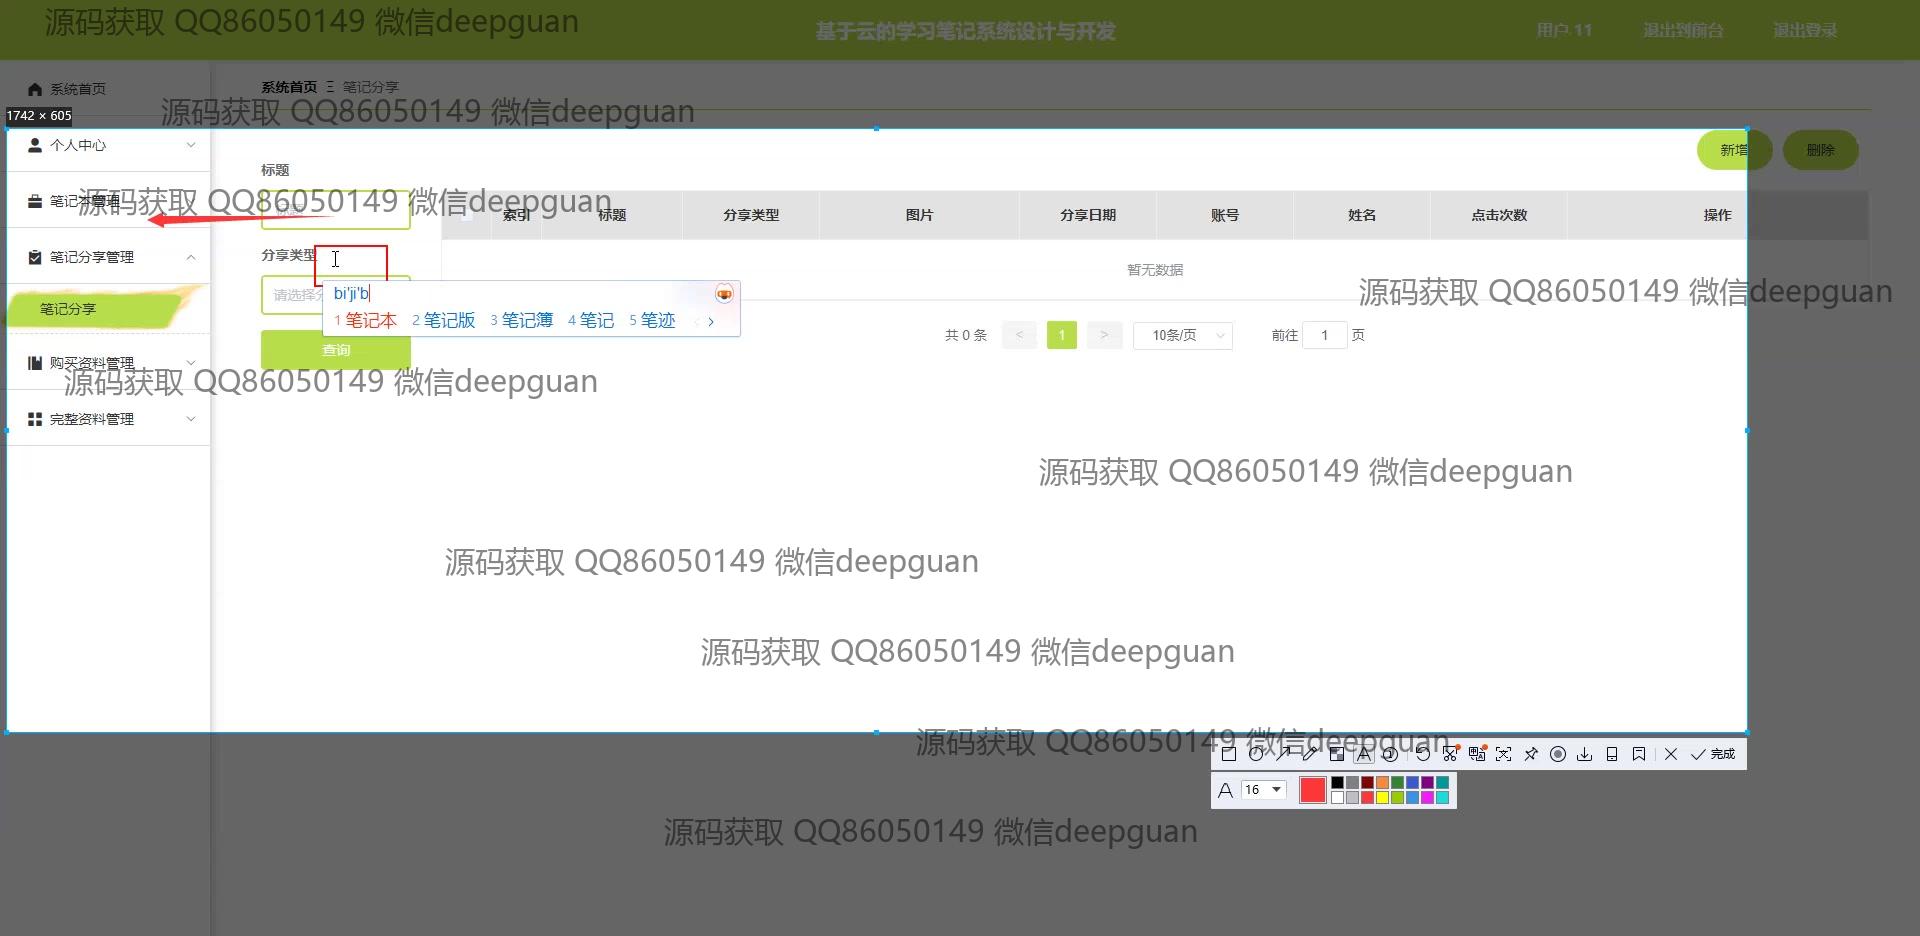 源码获取 QQ86050149 微信deepguan
基于云的学习笔记系统设计与开发
用户 11 退出到前台 退出登录
系统首页
系统首页 Ξ 笔记分享
源码获取 QQ86050149 微信deepguan
1742 × 605
个人中心
标题
新增 删除
笔记本管理
源码获取 QQ86050149 微信deepguan
标题
索引 标题 分享类型 图片 分享日期 账号 姓名 点击次数 操作
笔记分享管理
分享类型
暂无数据
请选择分
bi'ji'b
1 笔记本 2 笔记版 3 笔记簿 4 笔记 5 笔迹
源码获取 QQ86050149 微信deepguan
笔记分享
共 0 条 < 1 > 10条/页 前往 1 页
查询
购买资料管理
源码获取 QQ86050149 微信deepguan
完整资料管理
源码获取 QQ86050149 微信deepguan
源码获取 QQ86050149 微信deepguan
源码获取 QQ86050149 微信deepguan
源码获取 QQ86050149 微信deepguan
完成
A 16
源码获取 QQ86050149 微信deepguan